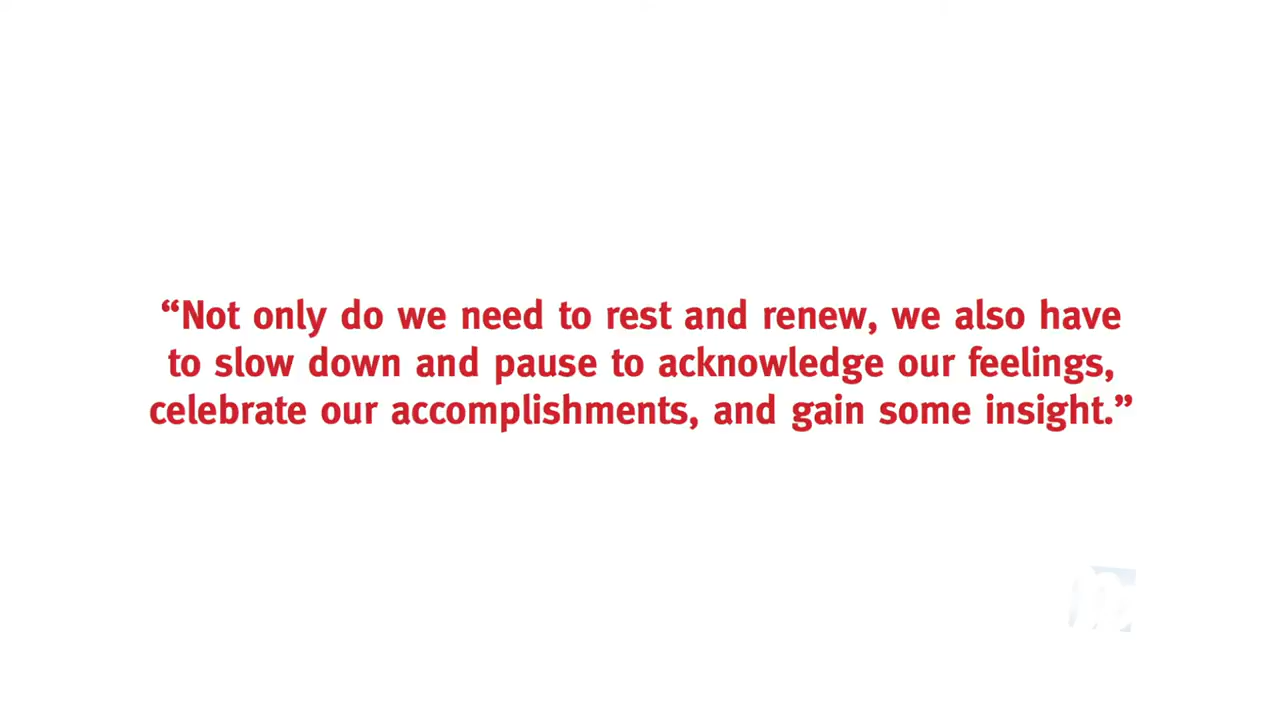 “Not only do we need to rest and renew, we also have
to slow down and pause to acknowledge our feelings,
celebrate our accomplishments, and gain some insight.”